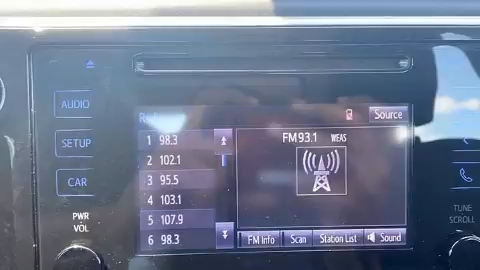 AUDIO
SETUP
CAR
PWR
VOL
Source
1 98.3
2 102.1
3 95.5
4 103.1
5 107.9
6 98.3
FM 93.1 WEAS
FM Info
Scan
Station List
Sound
TUNE
SCROLL